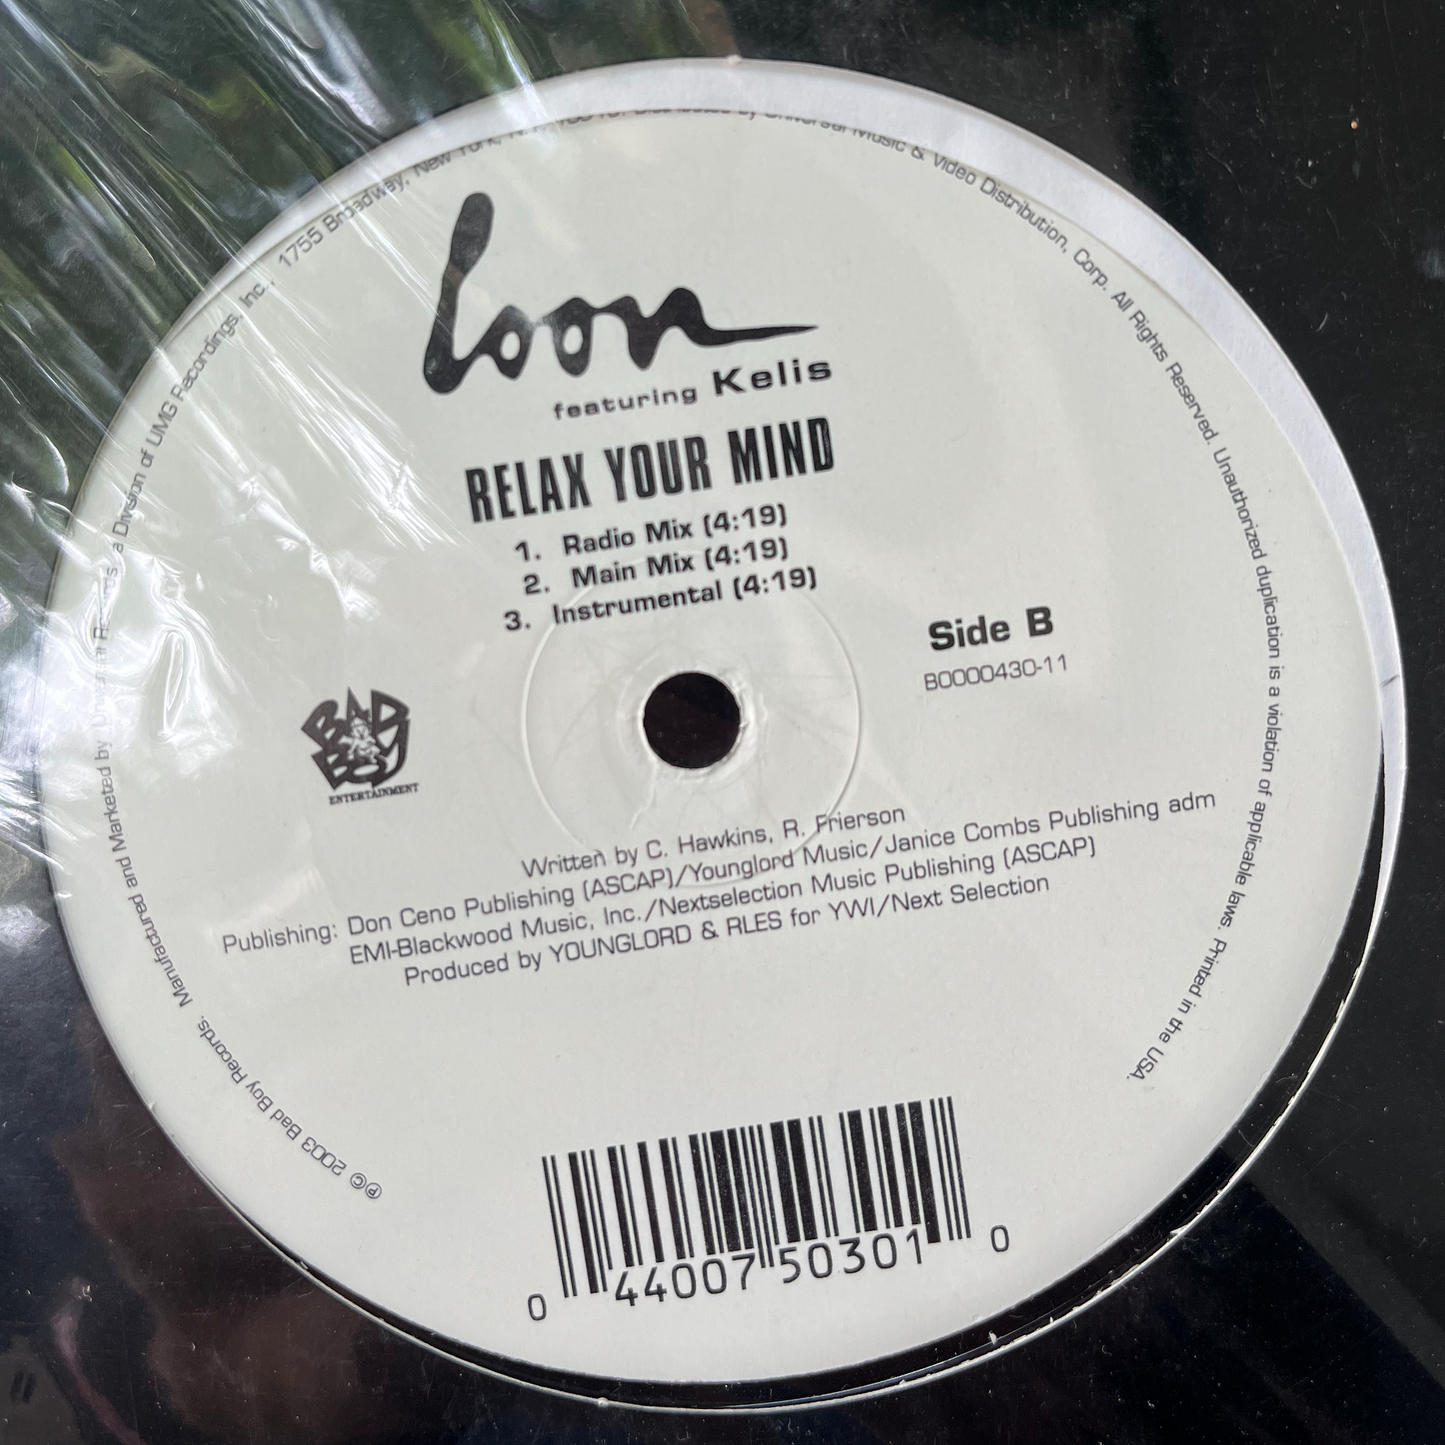 Loon
featuring Kelis
RELAX YOUR MIND
1. Radio Mix (4:19)
2. Main Mix (4:19)
3. Instrumental (4:19)
Side B
B0000430-11
BAD
BOY
ENTERTAINMENT
Written by C. Hawkins, R. Frierson
Publishing: Don Ceno Publishing (ASCAP)/Younglord Music/Janice Combs Publishing adm
EMI-Blackwood Music, Inc./Nextselection Music Publishing (ASCAP)
Produced by YOUNGLORD & RLES for YWI/Next Selection
0 44007 50301 0
℗© 2003 Bad Boy Records. Manufactured and Marketed by Universal Records, a Division of UMG Recordings, Inc., 1755 Broadway, New York, by Universal Music & Video Distribution, Corp. All Rights Reserved. Unauthorized duplication is a violation of applicable laws. Printed in the USA.